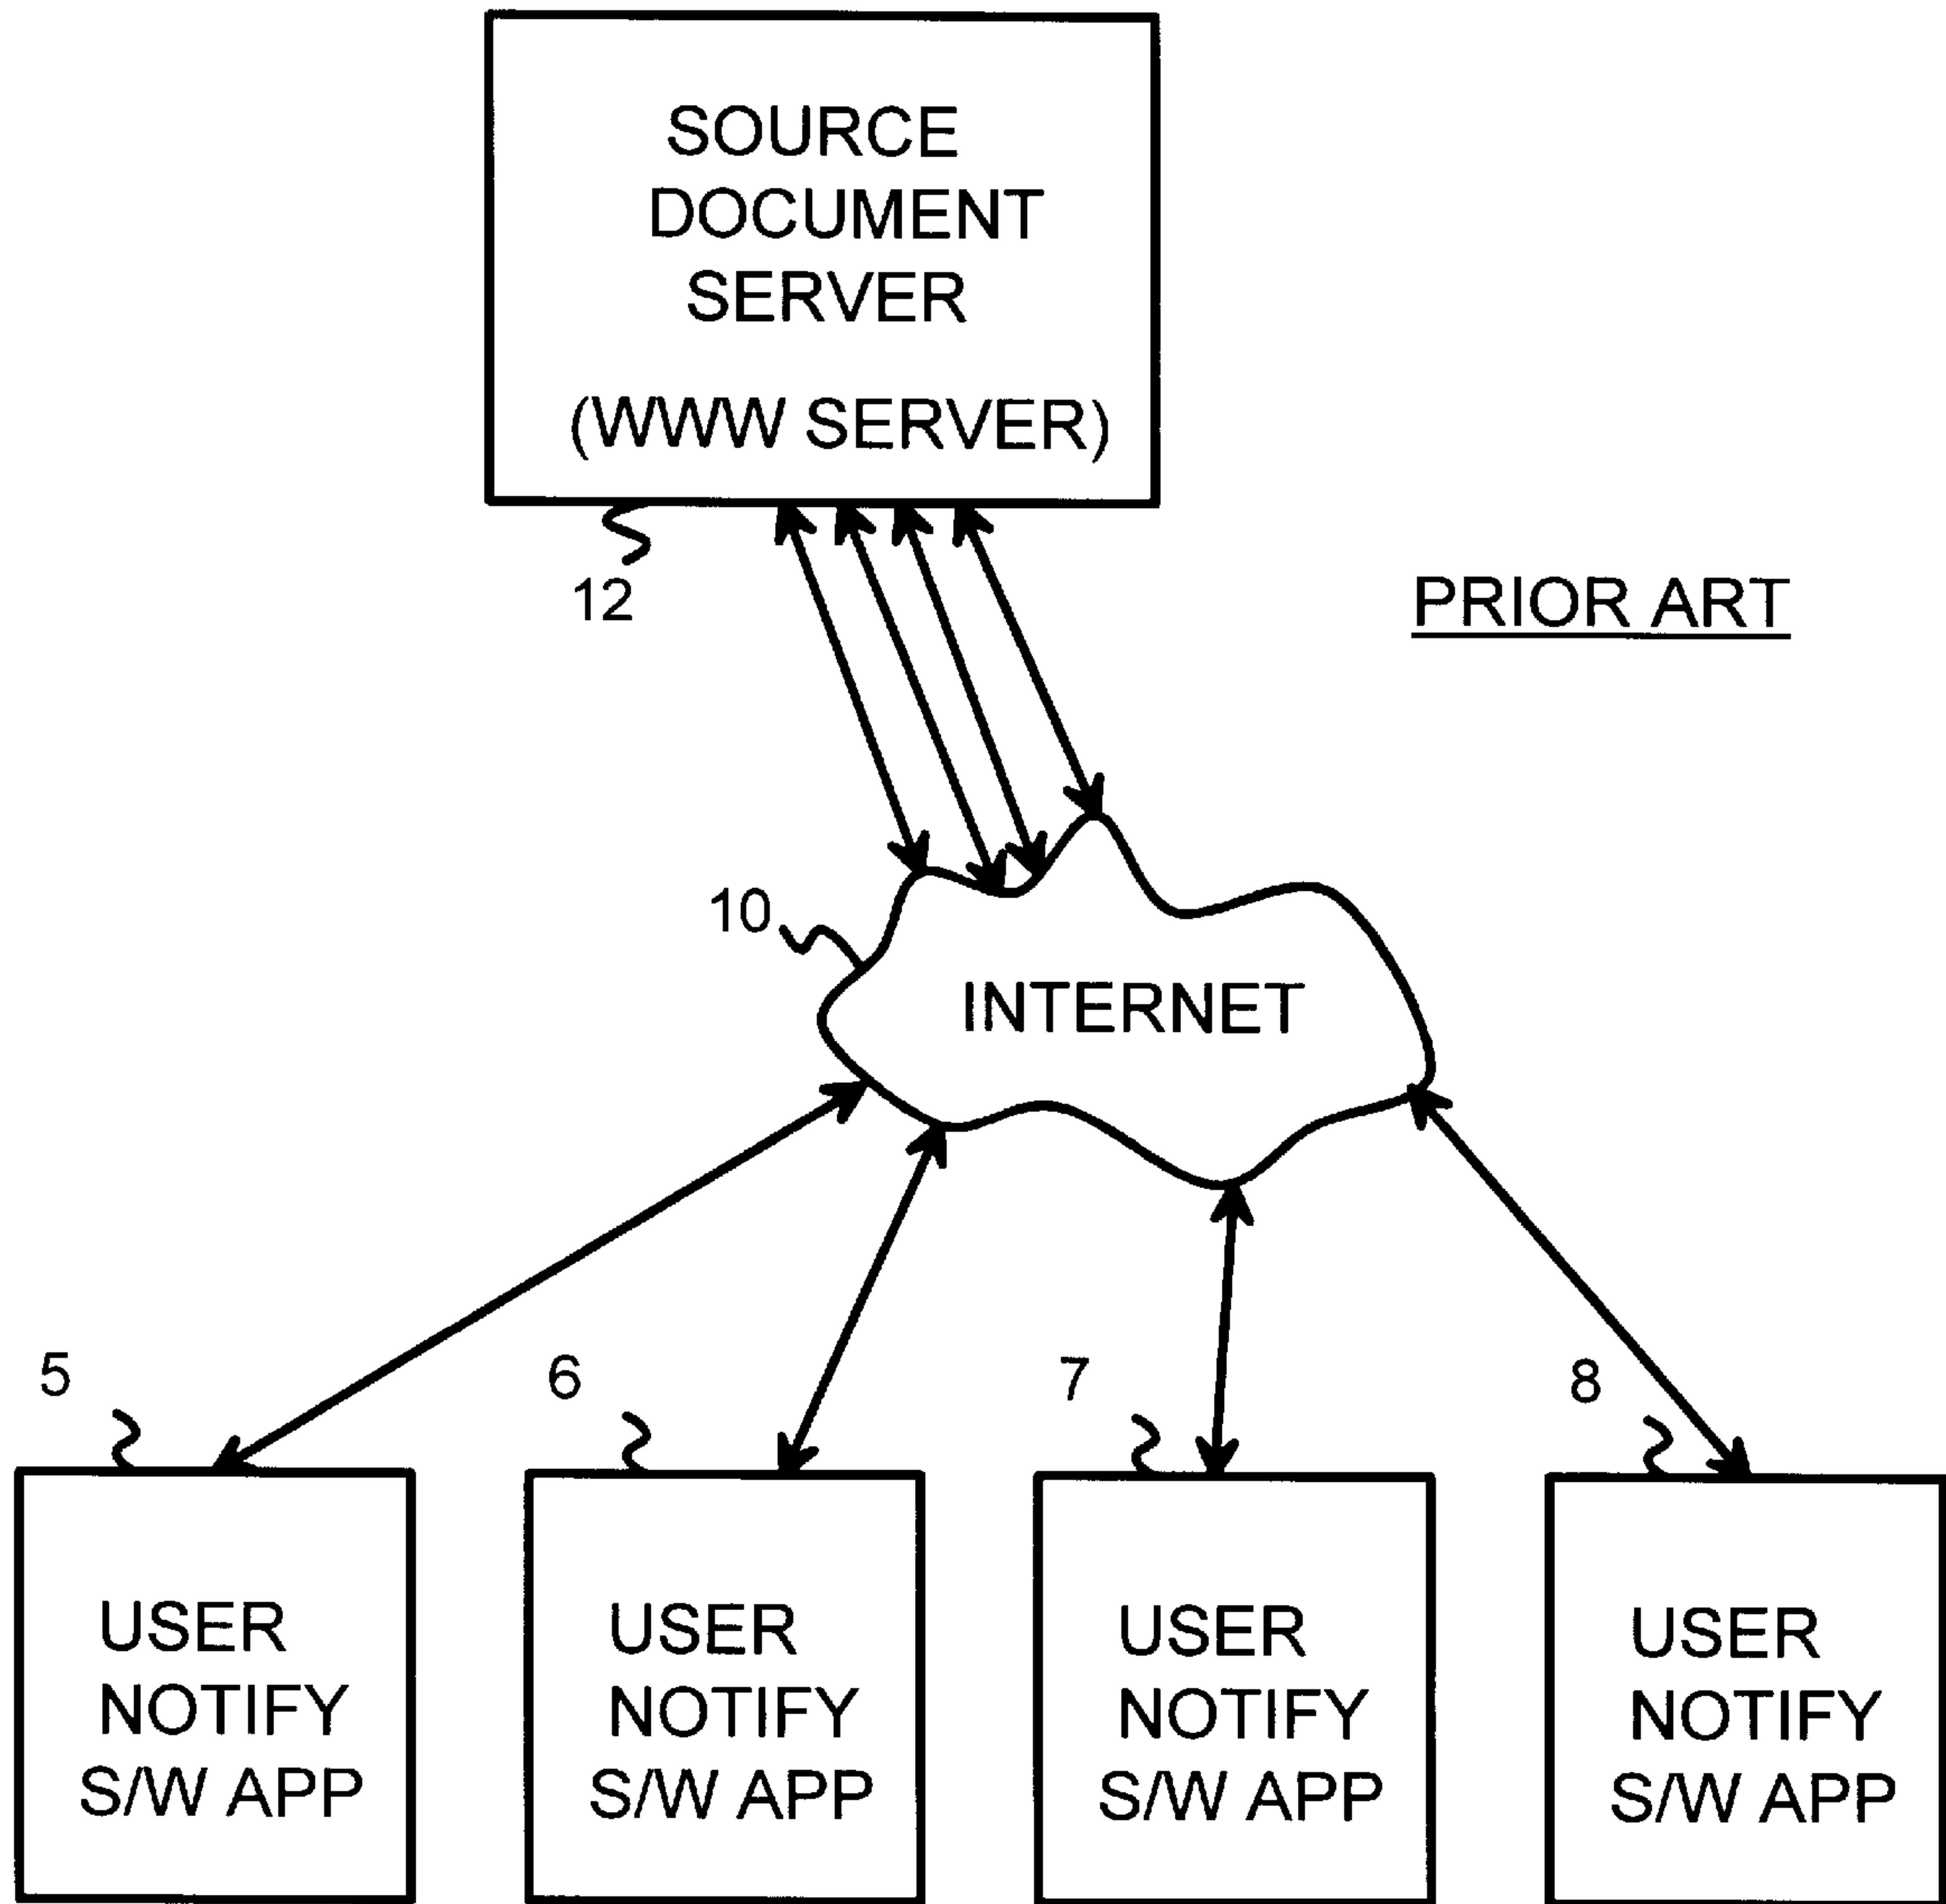 SOURCE
DOCUMENT
SERVER
(WWW SERVER)
12
PRIOR ART
10
INTERNET
5
6
7
8
USER
NOTIFY
S/W APP
USER
NOTIFY
S/W APP
USER
NOTIFY
S/W APP
USER
NOTIFY
S/W APP